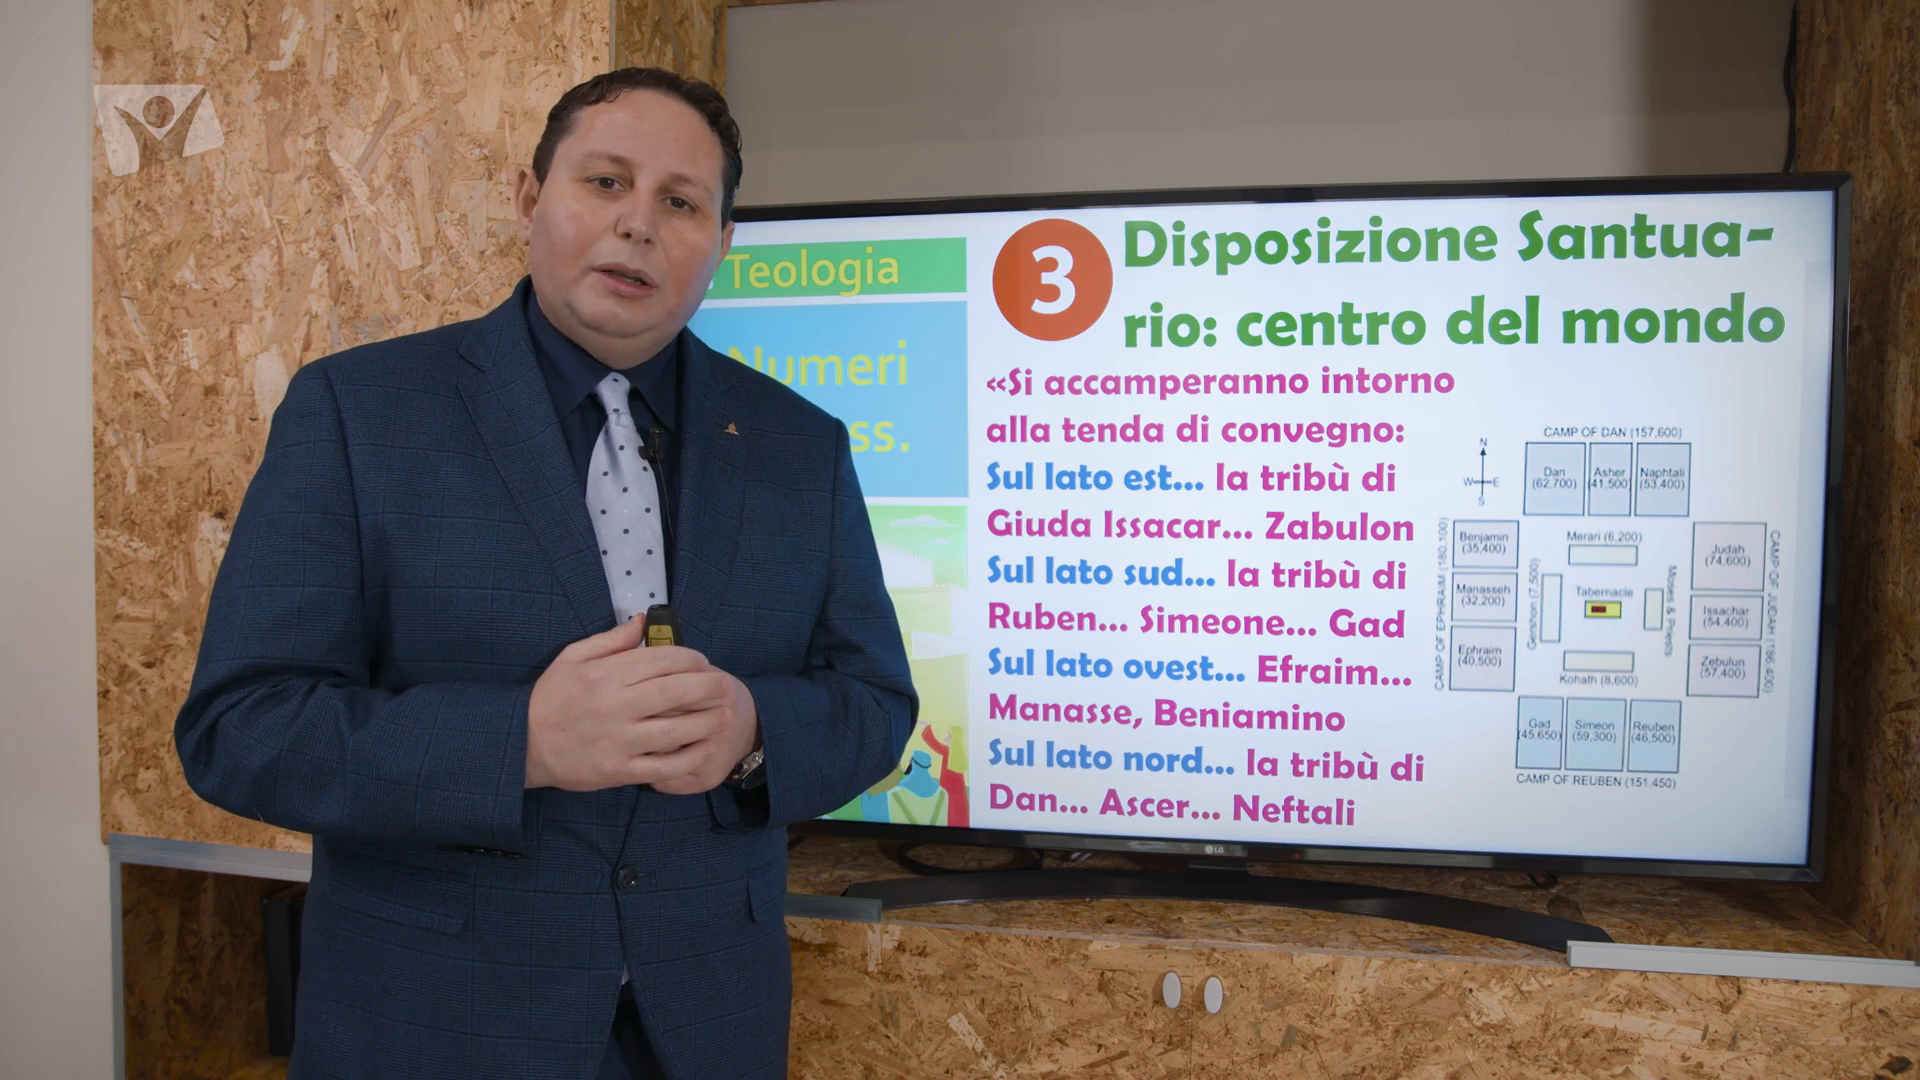 Teologia
Numeri
ss.
3
Disposizione Santua-
rio: centro del mondo
«Si accamperanno intorno
alla tenda di convegno:
Sul lato est... la tribù di
Giuda Issacar... Zabulon
Sul lato sud... la tribù di
Ruben... Simeone... Gad
Sul lato ovest... Efraim...
Manasse, Beniamino
Sul lato nord... la tribù di
Dan... Ascer... Neftali
N
W E
S
CAMP OF DAN (157,600)
Dan
(62,700)
Asher
(41,500)
Naphtali
(53,400)
CAMP OF EPHRAIM (180,100)
Benjamin
(35,400)
Manasseh
(32,200)
Ephraim
(40,500)
Merari (6,200)
Gershon (7,500)
Tabernacle
Moses & Priests
Kohath (8,600)
Judah
(74,600)
Issachar
(54,400)
Zebulun
(57,400)
CAMP OF JUDAH (186,400)
Gad
(45,650)
Simeon
(59,300)
Reuben
(46,500)
CAMP OF REUBEN (151,450)
LG